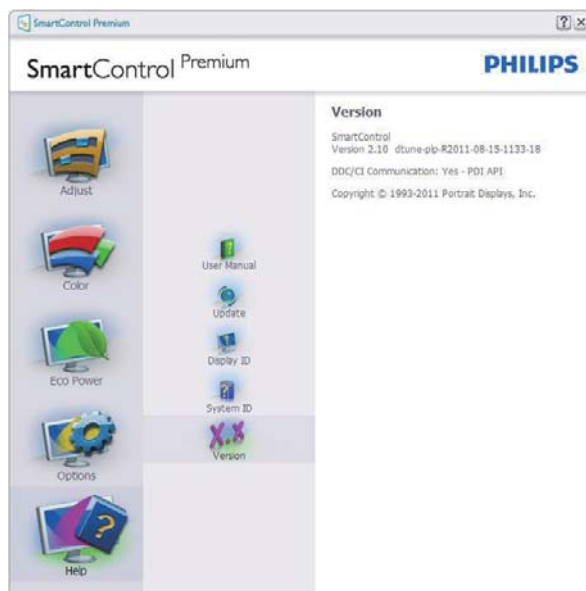 SmartControl Premium
SmartControl Premium
PHILIPS
Adjust
Color
Eco Power
Options
Help
User Manual
Update
Display ID
System ID
X.X
Version
Version
SmartControl
Version 2.10 dtune-plp-R2011-08-15-1133-18
DDC/CI Communication: Yes - PDI API
Copyright © 1993-2011 Portrait Displays, Inc.